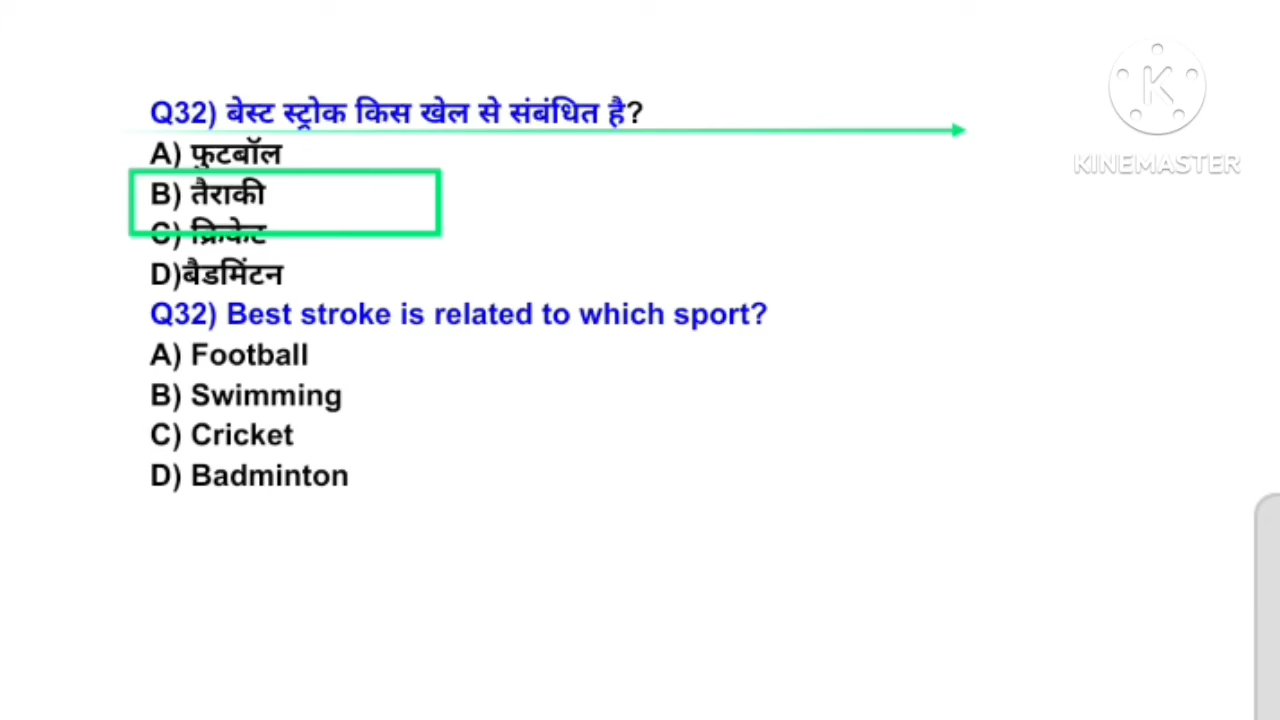 Q32) बेस्ट स्ट्रोक किस खेल से संबंधित है?
A) फुटबॉल
B) तैराकी
C) क्रिकेट
D)बैडमिंटन
Q32) Best stroke is related to which sport?
A) Football
B) Swimming
C) Cricket
D) Badminton
K
KINEMASTER